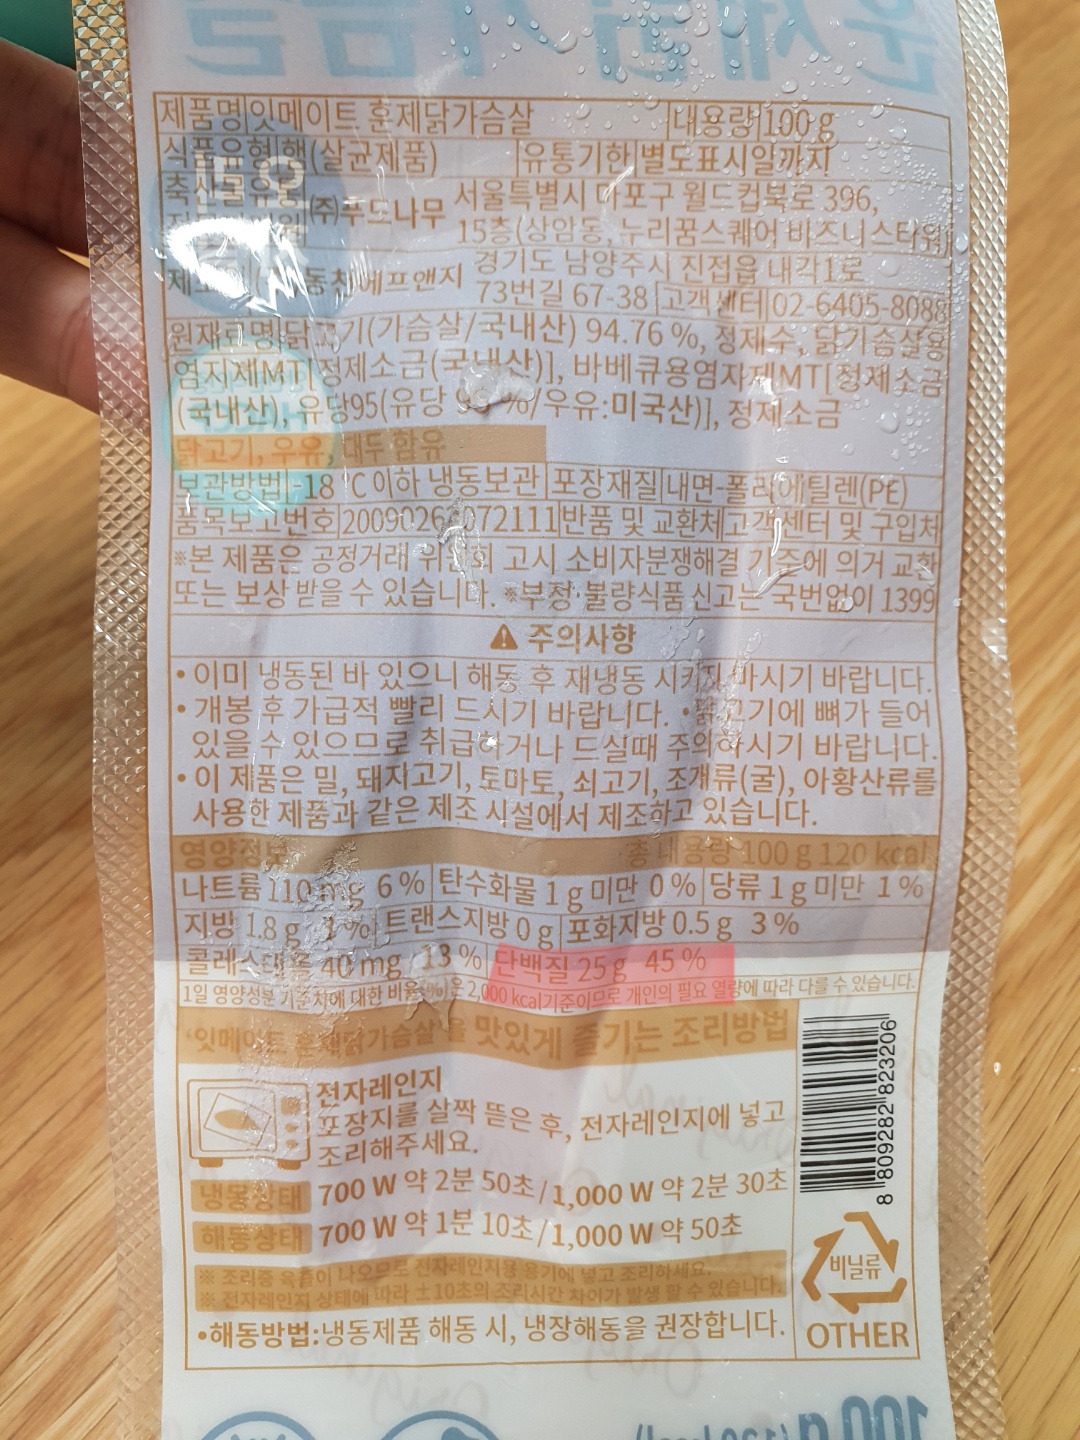 제품명 잇메이트 훈제닭가슴살 내용량 100 g
식품유형 햄(살균제품) 유통기한 별도표시일까지
(주)푸드나무 서울특별시 마포구 월드컵북로 396,
15층(상암동, 누리꿈스퀘어 비즈니스타워)
에프앤지 경기도 남양주시 진접읍 내각1로
73번길 67-38 고객센터 02-6405-8088
원재료명 닭고기(가슴살/국내산) 94.76 %, 정제수, 닭가슴살용
염지제MT[정제소금(국내산)], 바베큐용염지제MT[정제소금
(국내산), 유당95(유당 %/우유:미국산)], 정제소금
닭고기, 우유, 대두 함유
보관방법 -18 ℃ 이하 냉동보관 포장재질 내면-폴리에틸렌(PE)
품목보고번호 반품 및 교환처 고객센터 및 구입처
※본 제품은 공정거래 위원회 고시 소비자분쟁해결 기준에 의거 교환
또는 보상 받을 수 있습니다. ※부정·불량식품 신고는 국번없이 1399
주의사항
• 이미 냉동된 바 있으니 해동 후 재냉동 시키지 마시기 바랍니다.
• 개봉 후 가급적 빨리 드시기 바랍니다. • 닭고기에 뼈가 들어
있을 수 있으므로 취급하거나 드실때 주의하시기 바랍니다.
• 이 제품은 밀, 돼지고기, 토마토, 쇠고기, 조개류(굴), 아황산류를
사용한 제품과 같은 제조 시설에서 제조하고 있습니다.
영양정보 총 내용량 100 g 120 kcal
나트륨 110 mg 6 % 탄수화물 1 g 미만 0 % 당류 1 g 미만 1 %
지방 1.8 g 3 % 트랜스지방 0 g 포화지방 0.5 g 3 %
콜레스테롤 40 mg 13 % 단백질 25 g 45 %
1일 영양성분 기준치에 대한 비율(%)은 2,000 kcal기준이므로 개인의 필요 열량에 따라 다를 수 있습니다.
'잇메이트 훈제닭가슴살'을 맛있게 즐기는 조리방법
전자레인지
포장지를 살짝 뜯은 후, 전자레인지에 넣고
조리해주세요.
냉동상태 700 W 약 2분 50초/1,000 W 약 2분 30초
해동상태 700 W 약 1분 10초/1,000 W 약 50초
※ 조리중 육즙이 나오므로 전자레인지용 용기에 넣고 조리하세요.
※ 전자레인지 상태에 따라 ±10초의 조리시간 차이가 발생 할 수 있습니다.
•해동방법:냉동제품 해동 시, 냉장해동을 권장합니다.
8 809282 823206
비닐류
OTHER